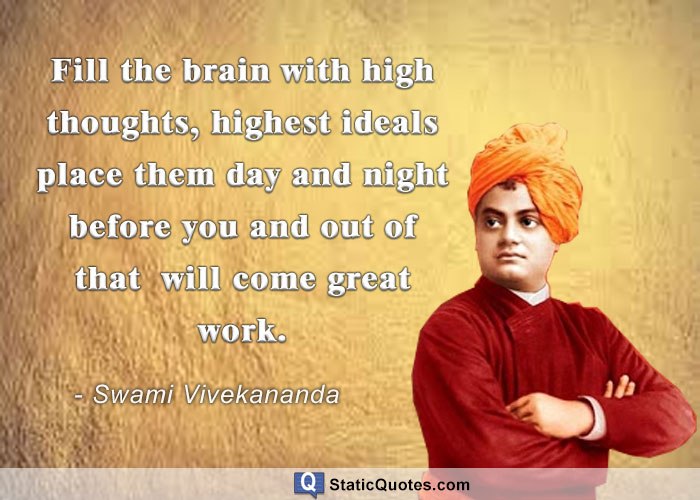 Fill the brain with high
thoughts, highest ideals
place them day and night
before you and out of
that will come great
work.
- Swami Vivekananda
Q StaticQuotes.com